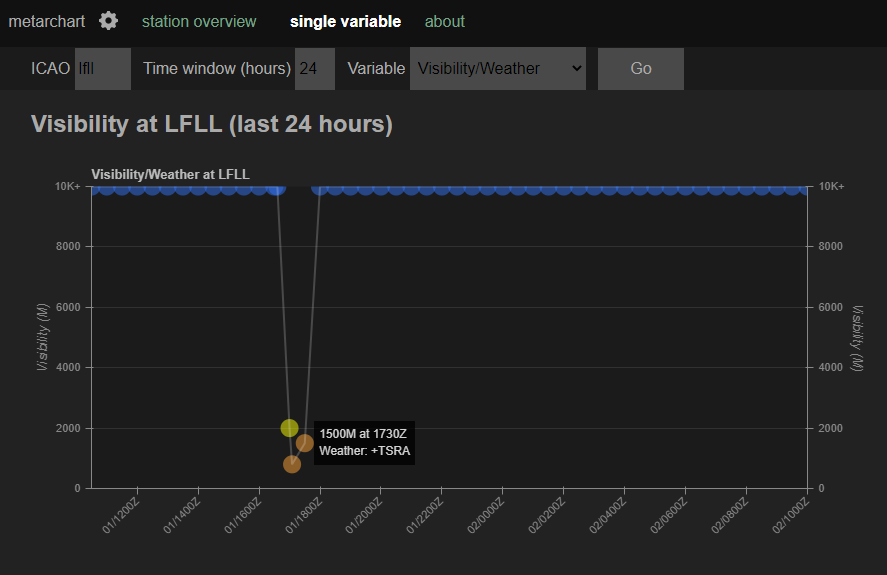 metarchart station overview single variable about
ICAO lfll Time window (hours) 24 Variable Visibility/Weather Go
Visibility at LFLL (last 24 hours)
Visibility/Weather at LFLL
10K+ 10K+
8000 8000
6000 6000
Visibility (M) Visibility (M)
4000 4000
2000 2000
1500M at 1730Z
Weather: +TSRA
0 0
01/1200Z 01/1400Z 01/1600Z 01/1800Z 01/2000Z 01/2200Z 02/0000Z 02/0200Z 02/0400Z 02/0600Z 02/0800Z 02/1000Z